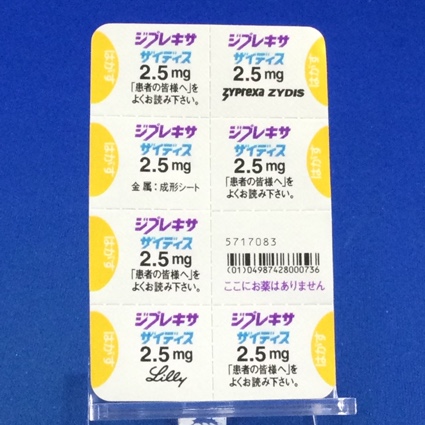 はがす
ジプレキサ
ザイディス
2.5mg
「患者の皆様へ」を
よくお読み下さい。
ジプレキサ
ザイディス
2.5mg
zyprexa ZYDIS
はがす
はがす
ジプレキサ
ザイディス
2.5mg
金属:成形シート
ジプレキサ
ザイディス
2.5mg
「患者の皆様へ」を
よくお読み下さい。
はがす
はがす
ジプレキサ
ザイディス
2.5mg
「患者の皆様へ」を
よくお読み下さい。
5717083
(01)04987428000736
ここにお薬はありません
はがす
ジプレキサ
ザイディス
2.5mg
Lilly
ジプレキサ
ザイディス
2.5mg
「患者の皆様へ」を
よくお読み下さい。
はがす